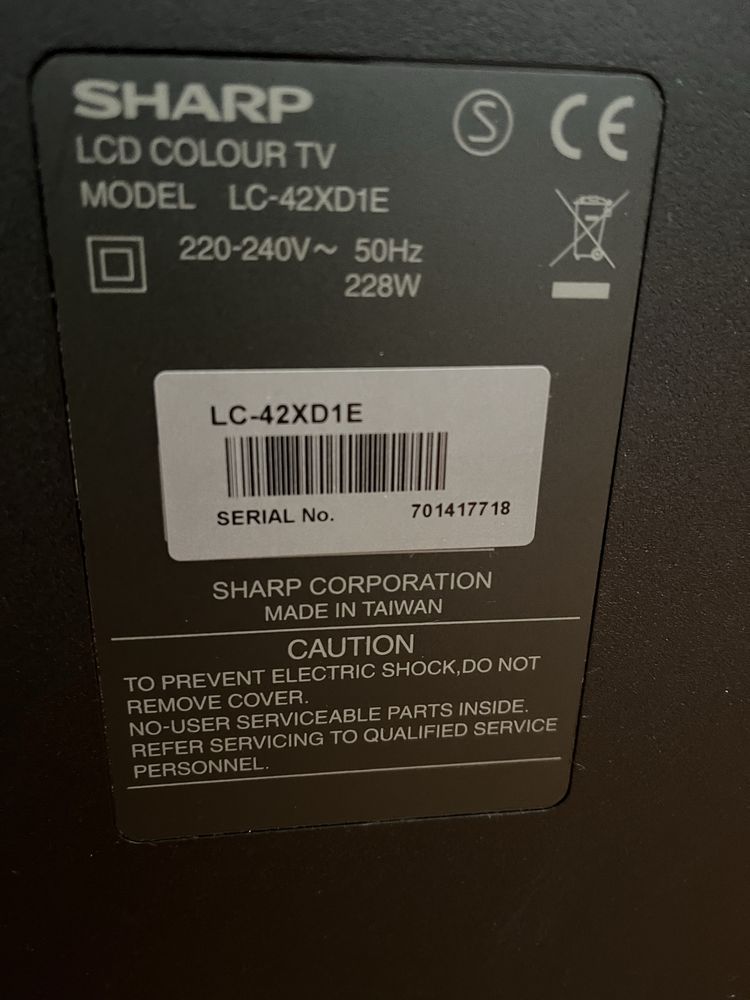 SHARP
LCD COLOUR TV
MODEL LC-42XD1E
220-240V~ 50Hz
228W
S
CE
LC-42XD1E
SERIAL No. 701417718
SHARP CORPORATION
MADE IN TAIWAN
CAUTION
TO PREVENT ELECTRIC SHOCK,DO NOT
REMOVE COVER.
NO-USER SERVICEABLE PARTS INSIDE.
REFER SERVICING TO QUALIFIED SERVICE
PERSONNEL.